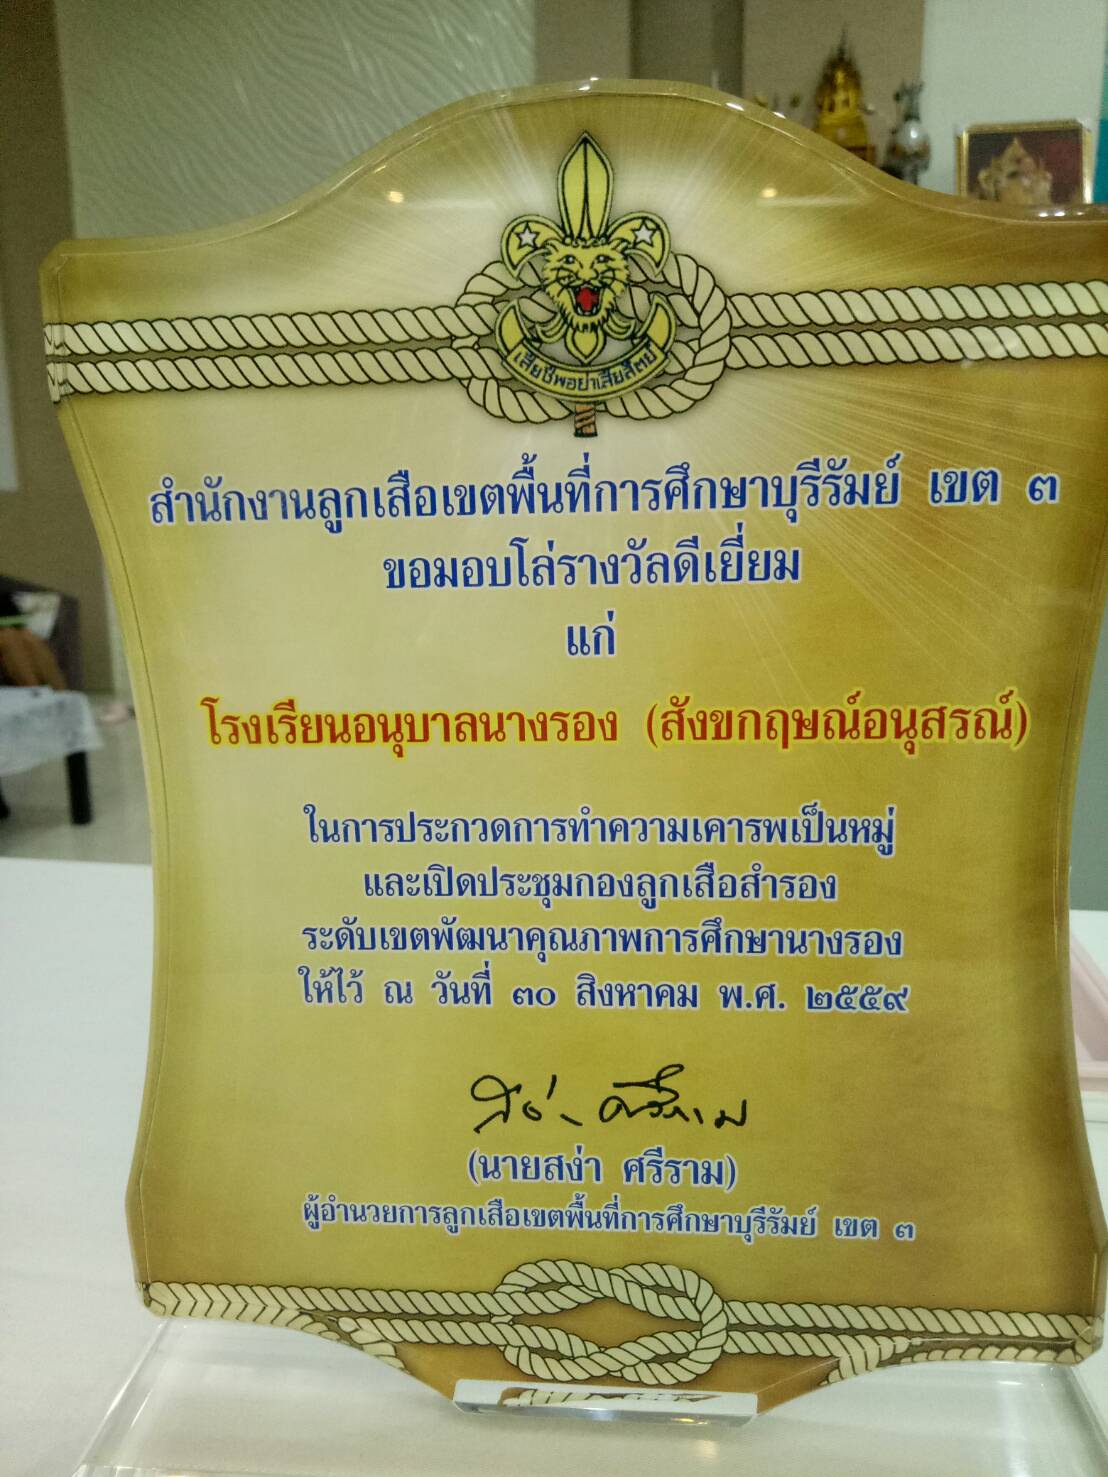 เสียชีพอย่าเสียสัตย์
สำนักงานลูกเสือเขตพื้นที่การศึกษาบุรีรัมย์ เขต ๓
ขอมอบโล่รางวัลดีเยี่ยม
แก่
โรงเรียนอนุบาลนางรอง (สังขกฤษณ์อนุสรณ์)
ในการประกวดการทำความเคารพเป็นหมู่
และเปิดประชุมกองลูกเสือสำรอง
ระดับเขตพัฒนาคุณภาพการศึกษานางรอง
ให้ไว้ ณ วันที่ ๓๐ สิงหาคม พ.ศ. ๒๕๕๙
สง่า ศรีราม
(นายสง่า ศรีราม)
ผู้อำนวยการลูกเสือเขตพื้นที่การศึกษาบุรีรัมย์ เขต ๓